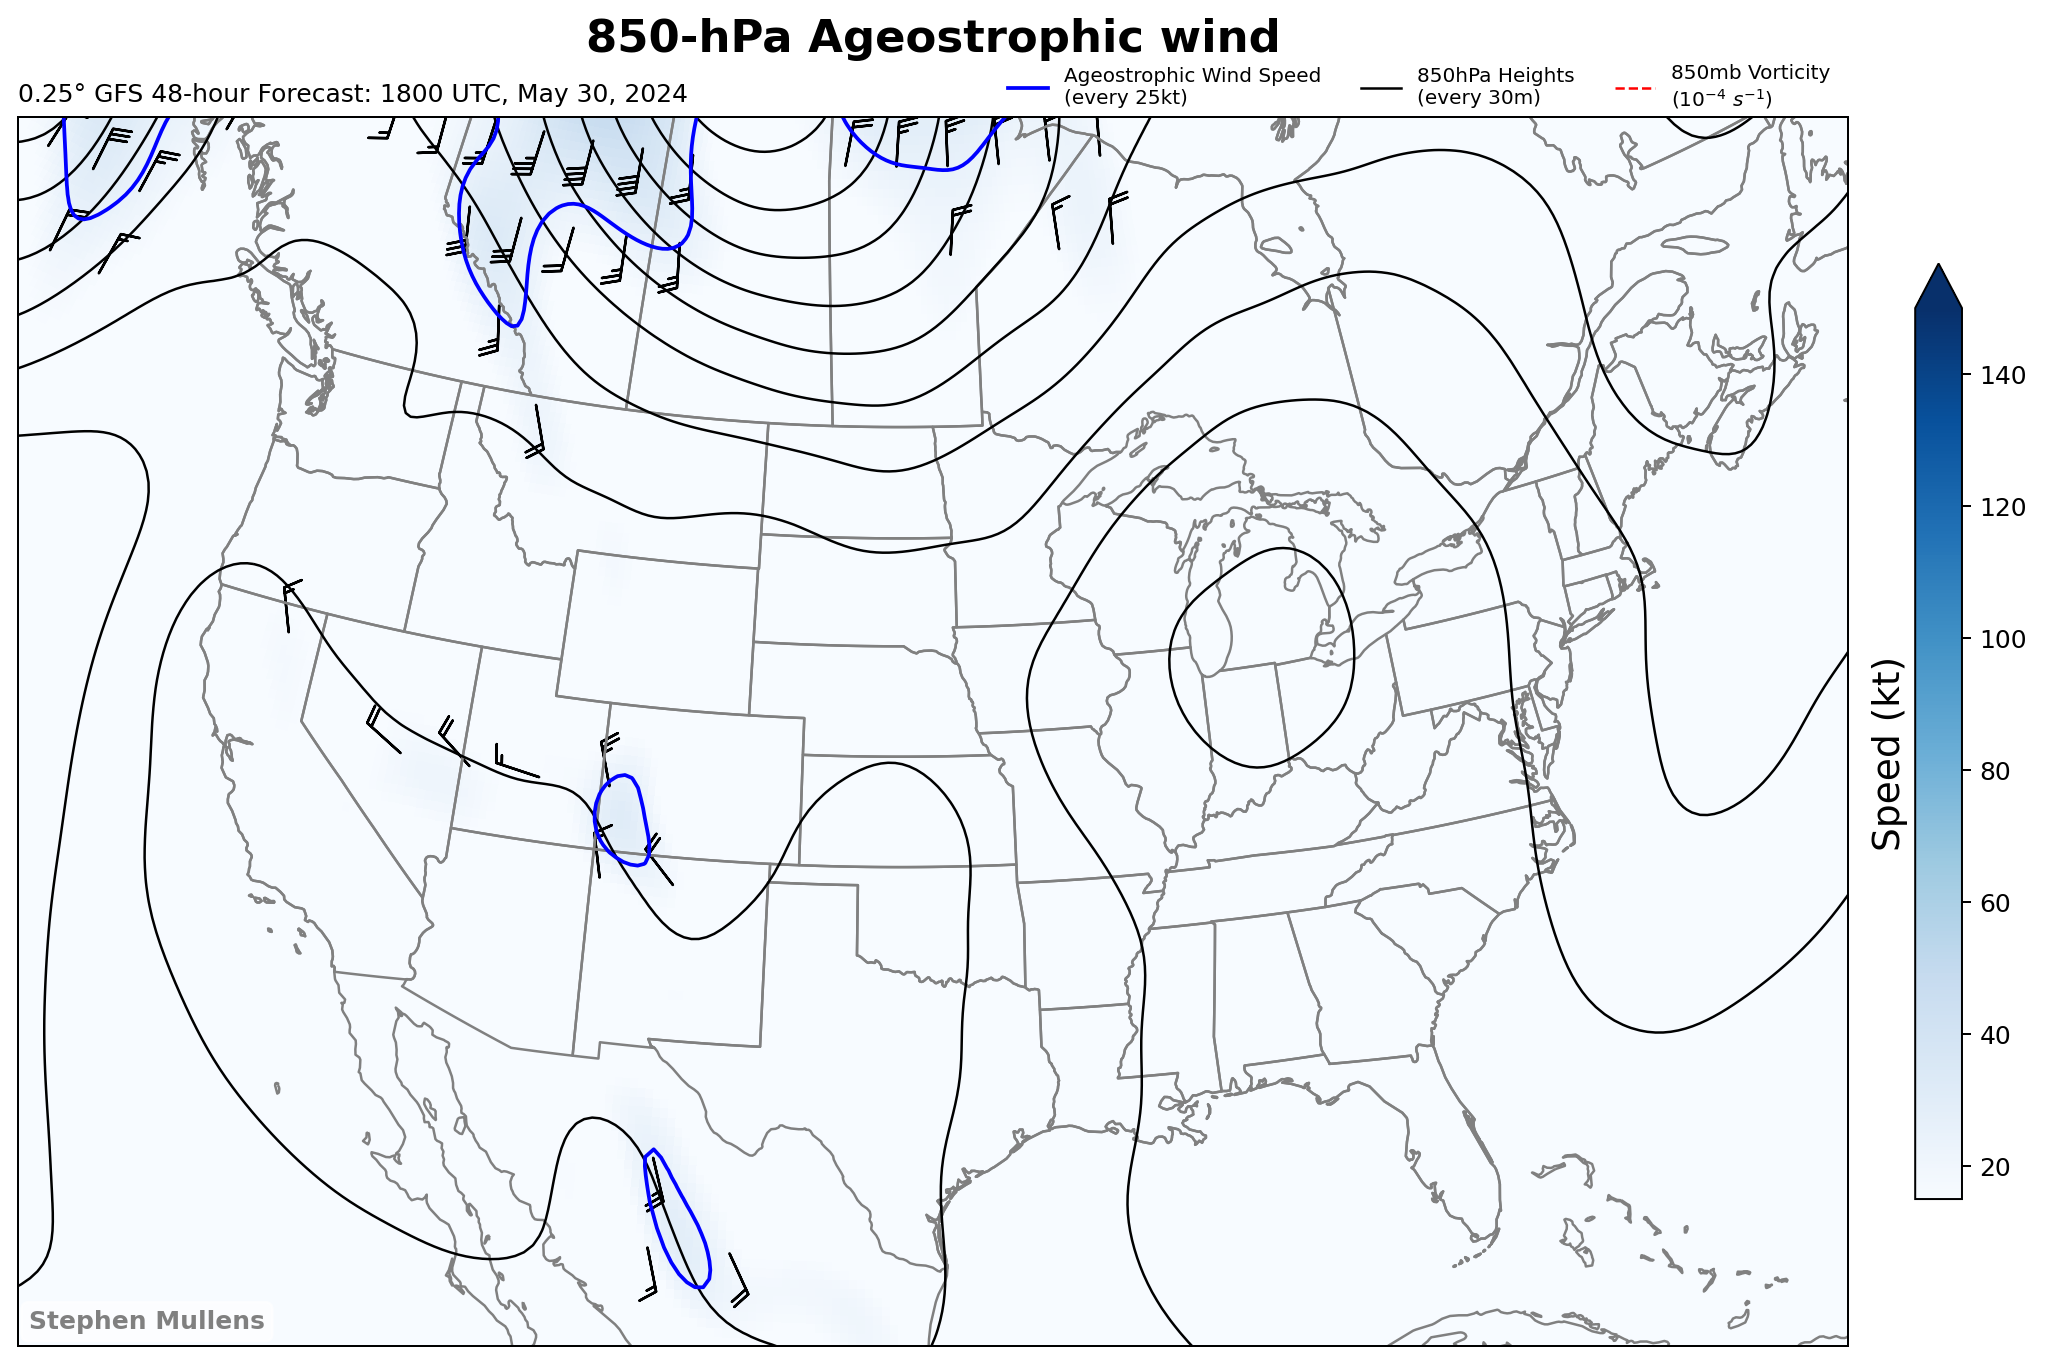 850-hPa Ageostrophic wind
0.25° GFS 48-hour Forecast: 1800 UTC, May 30, 2024
Ageostrophic Wind Speed
(every 25kt)
850hPa Heights
(every 30m)
850mb Vorticity
(10⁻⁴ s⁻¹)
140
120
100
80
60
40
20
Speed (kt)
Stephen Mullens